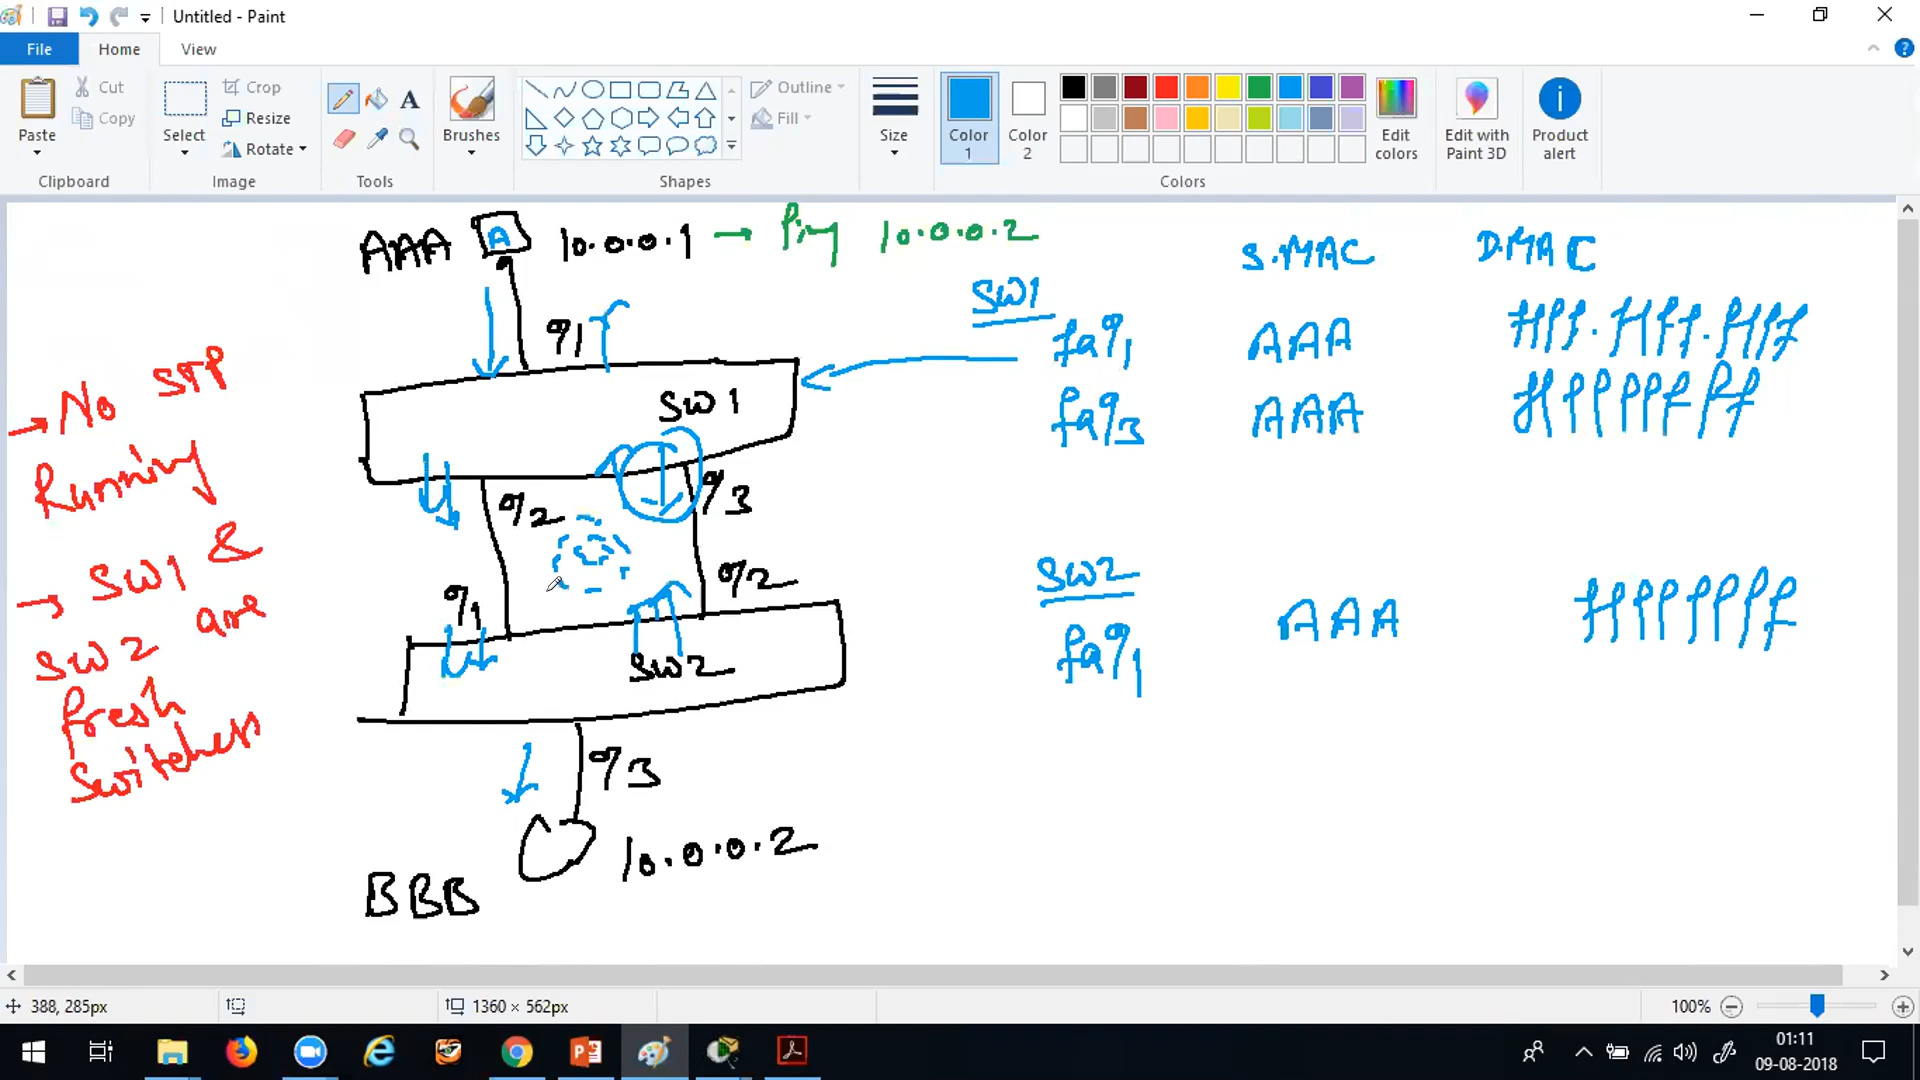 Untitled - Paint
File
Home
View
Cut
Copy
Paste
Clipboard
Crop
Resize
Rotate
Select
Image
Tools
Brushes
Outline
Fill
Shapes
Size
Color 1
Color 2
Edit colors
Edit with Paint 3D
Product alert
Colors
AAA A 10.0.0.1 → Ping 10.0.0.2
S.MAC D.MAC
SW1
fa0/1 AAA ffff.ffff.ffff
fa0/3 AAA
0/1
SW1
0/2 0/3
→ No STP
Running
→ SW1 &
SW2 are
fresh
switches
0/1 0/2
SW2
SW2
fa0/1 AAA
0/3
10.0.0.2
BBB
388, 285px
1360 × 562px
100%
01:11
09-08-2018